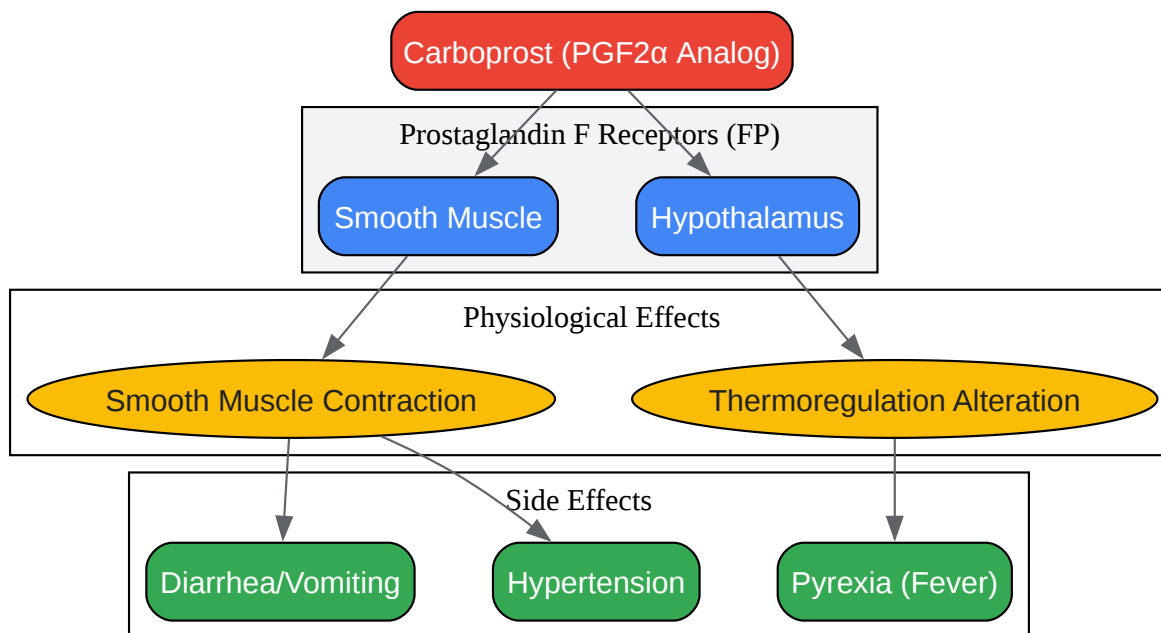 Carboprost (PGF2α Analog)
Prostaglandin F Receptors (FP)
Smooth Muscle
Hypothalamus
Physiological Effects
Smooth Muscle Contraction
Thermoregulation Alteration
Side Effects
Diarrhea/Vomiting
Hypertension
Pyrexia (Fever)